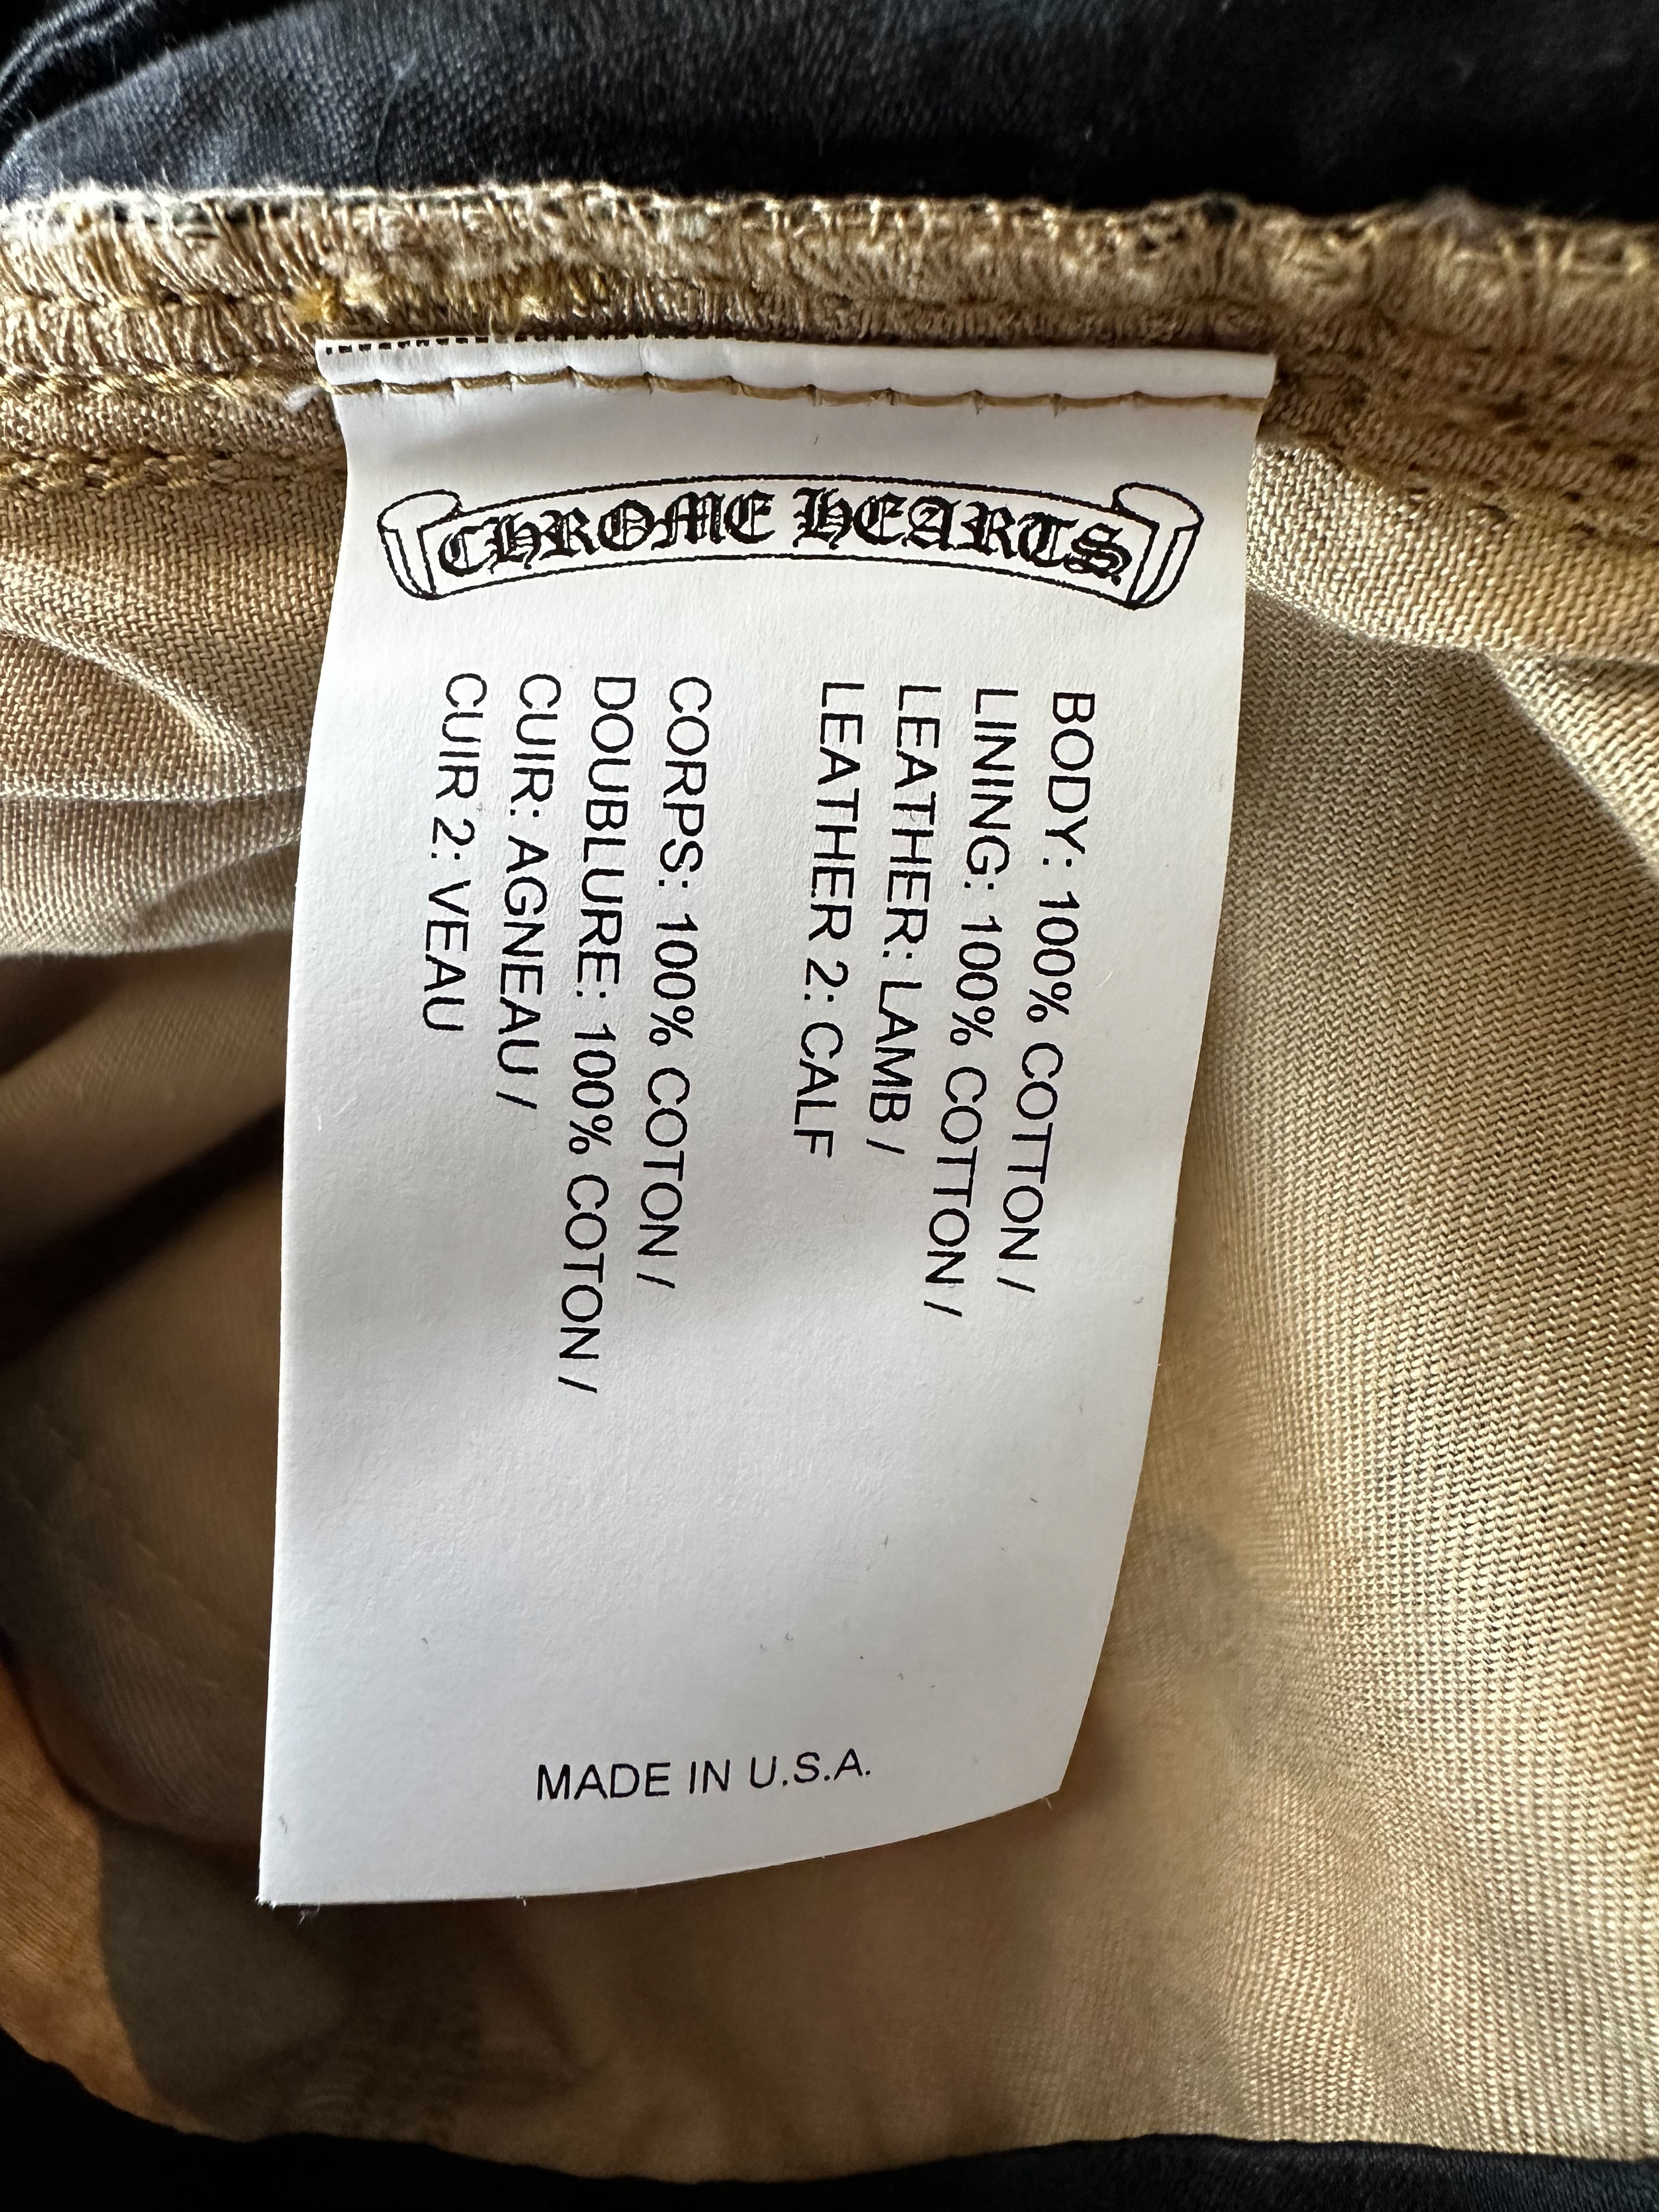 CHROME HEARTS
BODY: 100% COTTON /
LINING: 100% COTTON /
LEATHER: LAMB /
LEATHER 2: CALF
CORPS: 100% COTON /
DOUBLURE: 100% COTON /
CUIR: AGNEAU /
CUIR 2: VEAU
MADE IN U.S.A.